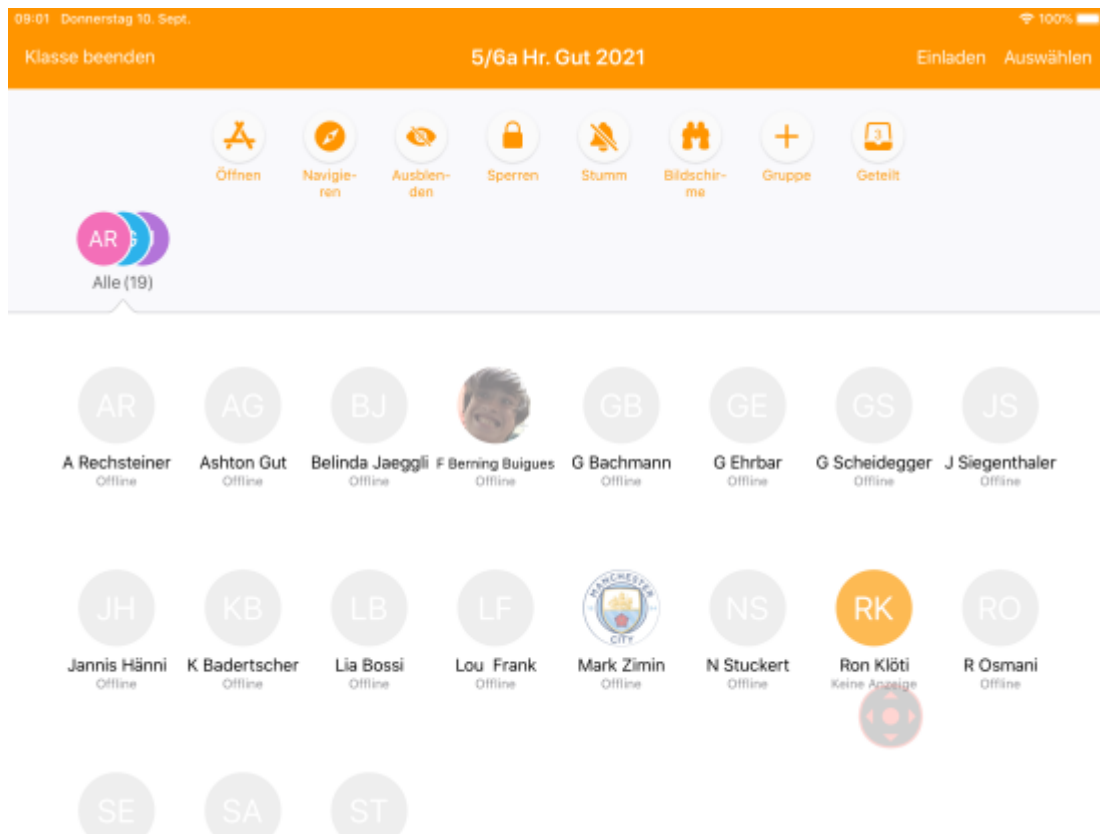 09:01 Donnerstag 10. Sept. 100%
Klasse beenden 5/6a Hr. Gut 2021 Einladen Auswählen
3
Öffnen Navigie- Ausblen- Sperren Stumm Bildschir- Gruppe Geteilt
ren den me
AR G J
Alle (19)
AR AG BJ GB GE GS JS
A Rechsteiner Ashton Gut Belinda Jaeggli F Berning Buigues G Bachmann G Ehrbar G Scheidegger J Siegenthaler
Offline Offline Offline Offline Offline Offline Offline Offline
JH KB LB LF MANCHESTER CITY NS RK RO
Jannis Hänni K Badertscher Lia Bossi Lou Frank Mark Zimin N Stuckert Ron Klöti R Osmani
Offline Offline Offline Offline Offline Offline Keine Anzeige Offline
SE SA ST